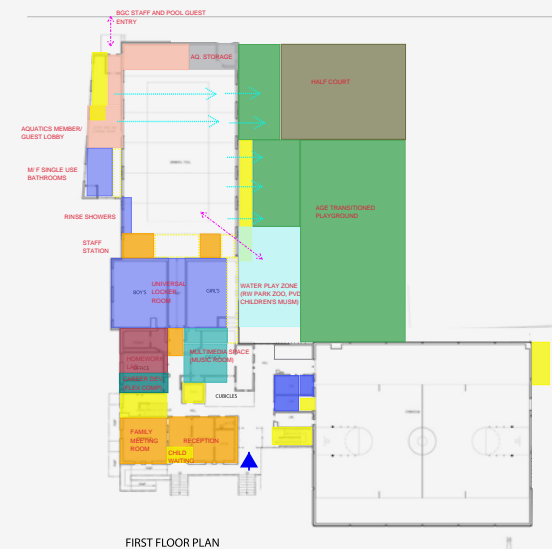 BGC STAFF AND POOL GUEST
ENTRY
AQ. STORAGE
HALF COURT
AQUATICS MEMBER/
GUEST LOBBY
M/ F SINGLE USE
BATHROOMS
AGE TRANSITIONED
PLAYGROUND
RINSE SHOWERS
STAFF
STATION
UNIVERSAL
LOCKER
ROOM
BOY'S
GIRL'S
WATER PLAY ZONE
(RW PARK ZOO, PVD
CHILDREN'S MUSM)
MULTIMEDIA SPACE
(MUSIC ROOM)
HOMEWORK
CUBICLES
FAMILY
MEETING
ROOM
RECEPTION
CHILD
WAITING
FIRST FLOOR PLAN